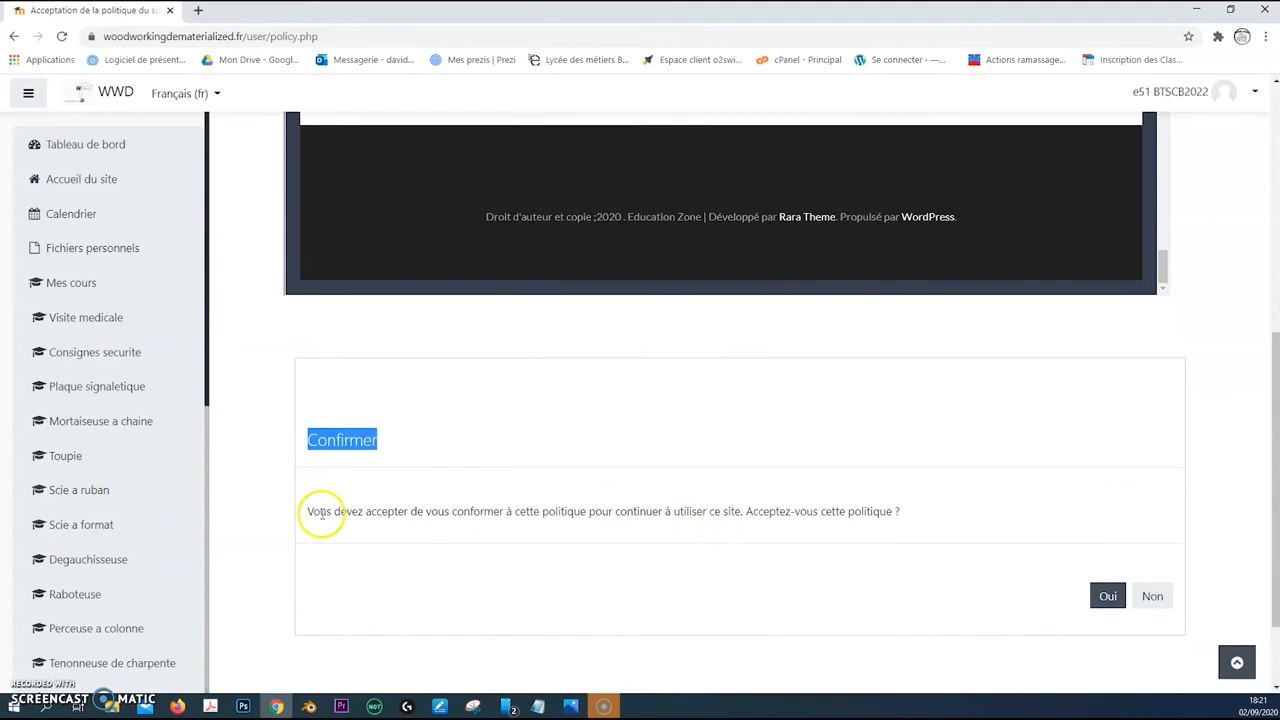 Acceptation de la politique du si
woodworkingdematerialized.fr/user/policy.php
Applications
Logiciel de présent...
Mon Drive - Googl...
Messagerie - david...
Mes prezis | Prezi
Lycée des métiers B...
Espace client o2swi...
cPanel - Principal
Se connecter ‹ —...
Actions ramassage...
Inscription des Clas...
WWD
Français (fr)
e51 BTSCB2022
Tableau de bord
Accueil du site
Calendrier
Fichiers personnels
Mes cours
Visite medicale
Consignes securite
Plaque signaletique
Mortaiseuse a chaine
Toupie
Scie a ruban
Scie a format
Degauchisseuse
Raboteuse
Perceuse a colonne
Tenonneuse de charpente
Droit d'auteur et copie ;2020 . Education Zone | Développé par Rara Theme. Propulsé par WordPress.
Confirmer
Vous devez accepter de vous conformer à cette politique pour continuer à utiliser ce site. Acceptez-vous cette politique ?
Oui
Non
RECORDED WITH
SCREENCAST MATIC
18:21
02/09/2020